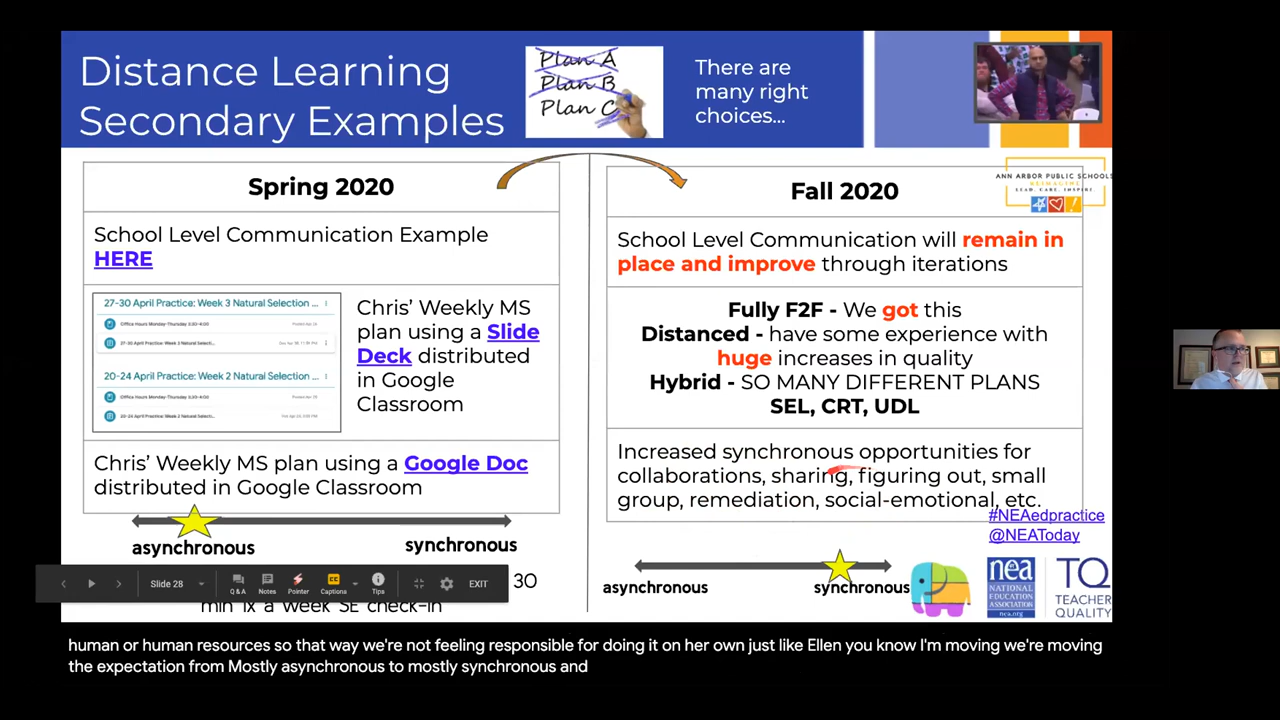 Distance Learning
Secondary Examples
Plan A
Plan B
Plan C
There are
many right
choices...
Spring 2020
School Level Communication Example
HERE
27-30 April Practice: Week 3 Natural Selection ...
Office Hours Monday-Thursday 3:30-4:00
27-30 April Practice: Week 3 Natural Selecti...
20-24 April Practice: Week 2 Natural Selection ...
Office Hours Monday-Thursday 3:30-4:00
20-24 April Practice: Week 2 Natural Selecti...
Chris' Weekly MS
plan using a Slide
Deck distributed
in Google
Classroom
Chris' Weekly MS plan using a Google Doc
distributed in Google Classroom
asynchronous
synchronous
30
min 1x a week SE check-in
Fall 2020
ANN ARBOR PUBLIC SCHOOLS
REIMAGINE
LEAD. CARE. INSPIRE
School Level Communication will remain in
place and improve through iterations
Fully F2F - We got this
Distanced - have some experience with
huge increases in quality
Hybrid - SO MANY DIFFERENT PLANS
SEL, CRT, UDL
Increased synchronous opportunities for
collaborations, sharing, figuring out, small
group, remediation, social-emotional, etc.
#NEAedpractice
@NEAToday
asynchronous
synchronous
nea
NATIONAL
EDUCATION
ASSOCIATION
nea.org
TQ
TEACHER
QUALITY
Slide 28
Q & A
Notes
Pointer
Captions
Tips
EXIT
human or human resources so that way we're not feeling responsible for doing it on her own just like Ellen you know I'm moving we're moving
the expectation from Mostly asynchronous to mostly synchronous and